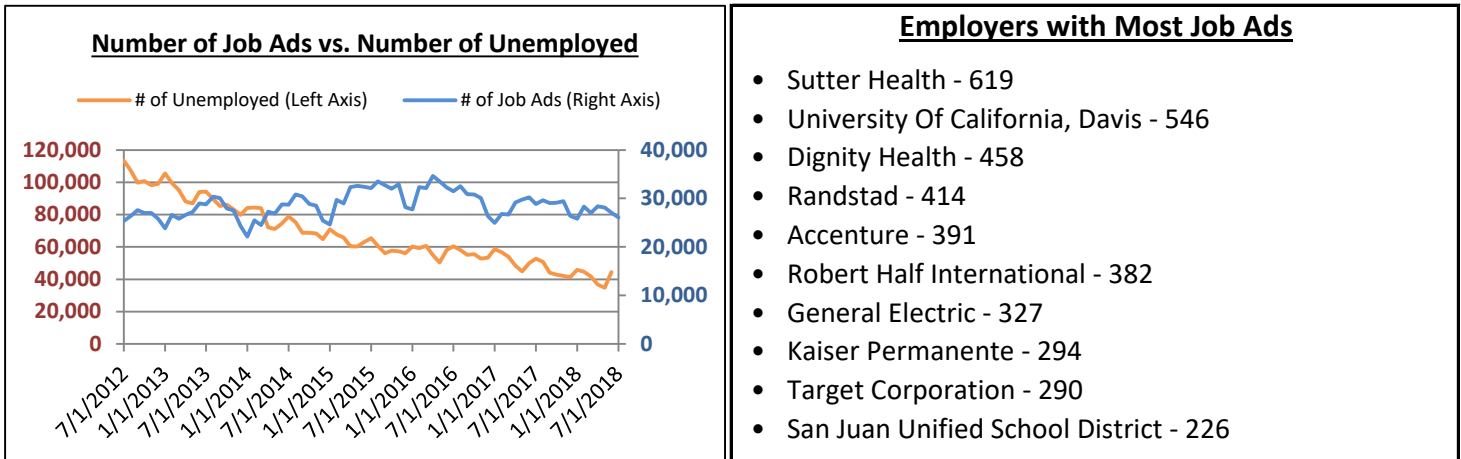 Number of Job Ads vs. Number of Unemployed
# of Unemployed (Left Axis) # of Job Ads (Right Axis)
120,000 40,000
100,000
80,000 30,000
60,000 20,000
40,000
20,000 10,000
0 0
7/1/2012 1/1/2013 7/1/2013 1/1/2014 7/1/2014 1/1/2015 7/1/2015 1/1/2016 7/1/2016 1/1/2017 7/1/2017 1/1/2018 7/1/2018
Employers with Most Job Ads
• Sutter Health - 619
• University Of California, Davis - 546
• Dignity Health - 458
• Randstad - 414
• Accenture - 391
• Robert Half International - 382
• General Electric - 327
• Kaiser Permanente - 294
• Target Corporation - 290
• San Juan Unified School District - 226